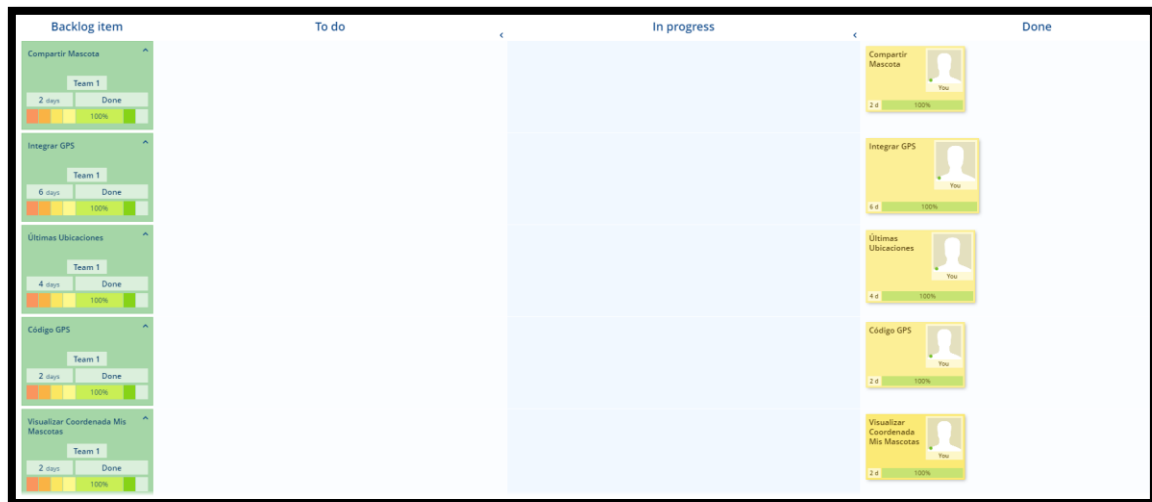 Backlog item
To do
In progress
Done
Compartir Mascota
Team 1
2 days
Done
100%
Compartir
Mascota
You
2 d
100%
Integrar GPS
Team 1
6 days
Done
100%
Integrar GPS
You
6 d
100%
Últimas Ubicaciones
Team 1
4 days
Done
100%
Últimas
Ubicaciones
You
4 d
100%
Código GPS
Team 1
2 days
Done
100%
Código GPS
You
2 d
100%
Visualizar Coordenada Mis
Mascotas
Team 1
2 days
Done
100%
Visualizar
Coordenada
Mis Mascotas
You
2 d
100%